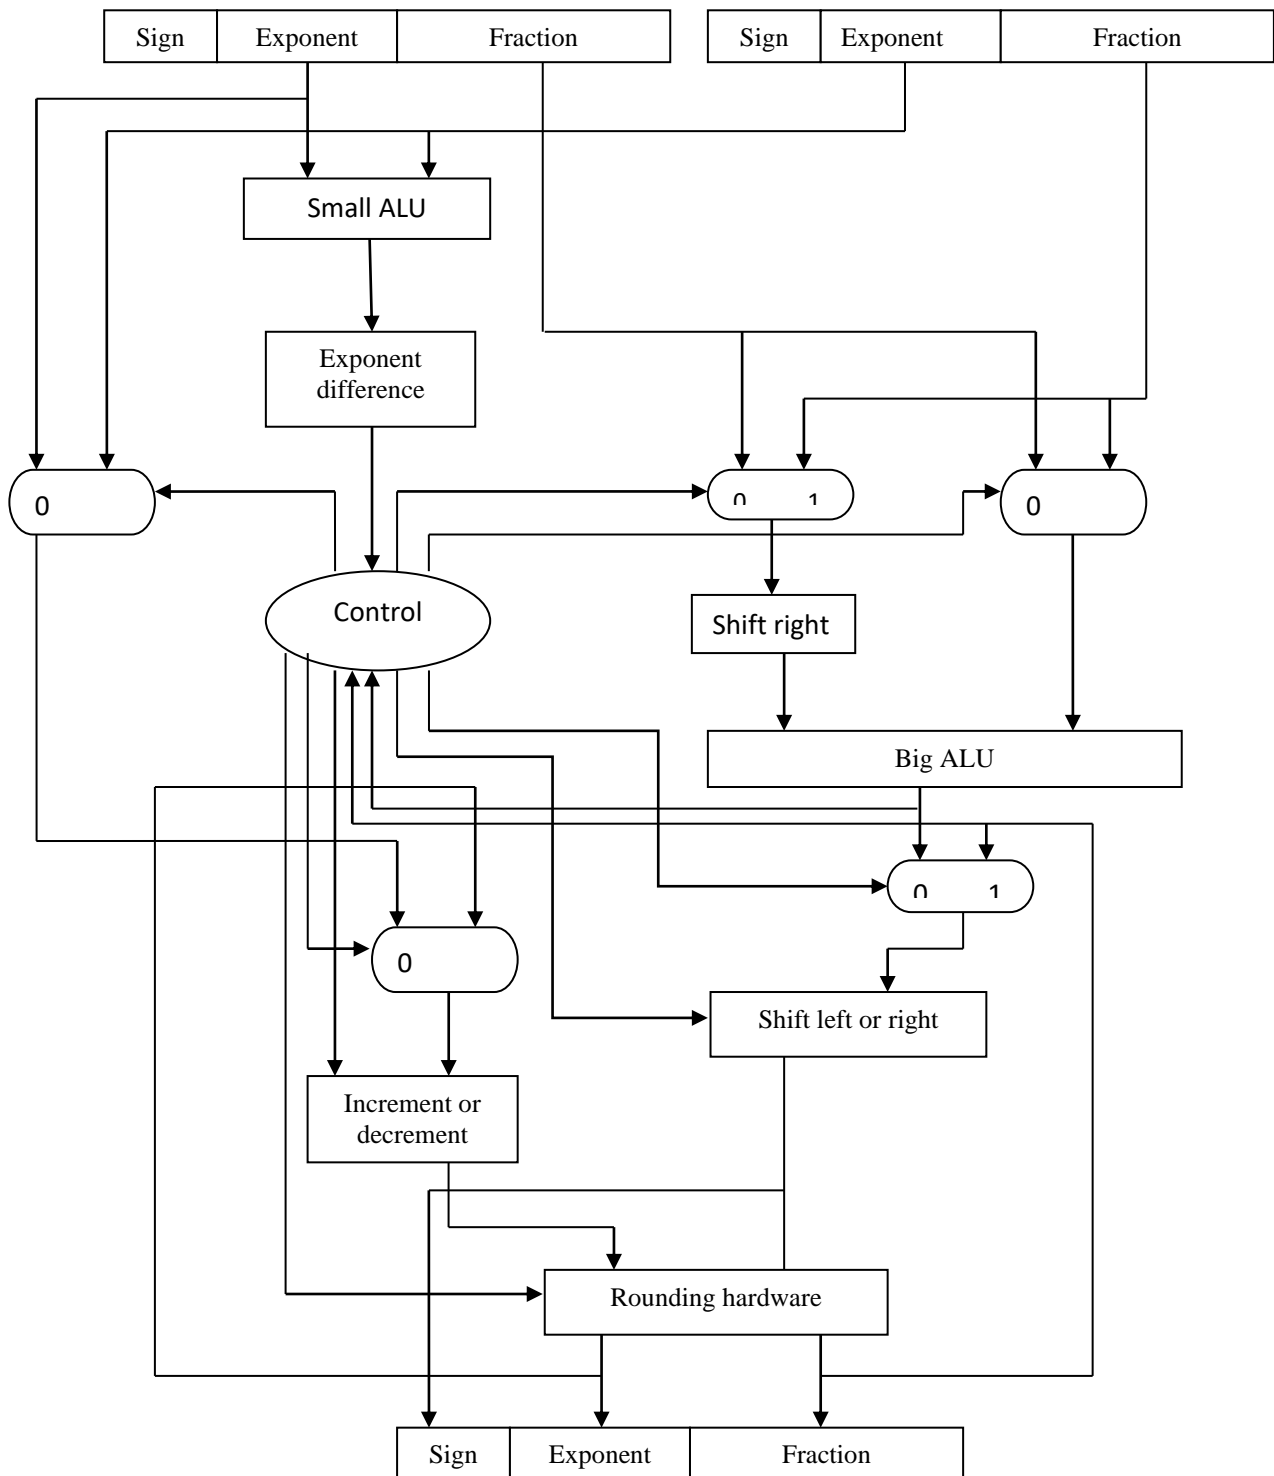 Sign Exponent Fraction Sign Exponent Fraction
Small ALU
Exponent
difference
0
0 1
0
Control
Shift right
Big ALU
0 1
0
Shift left or right
Increment or
decrement
Rounding hardware
Sign Exponent Fraction